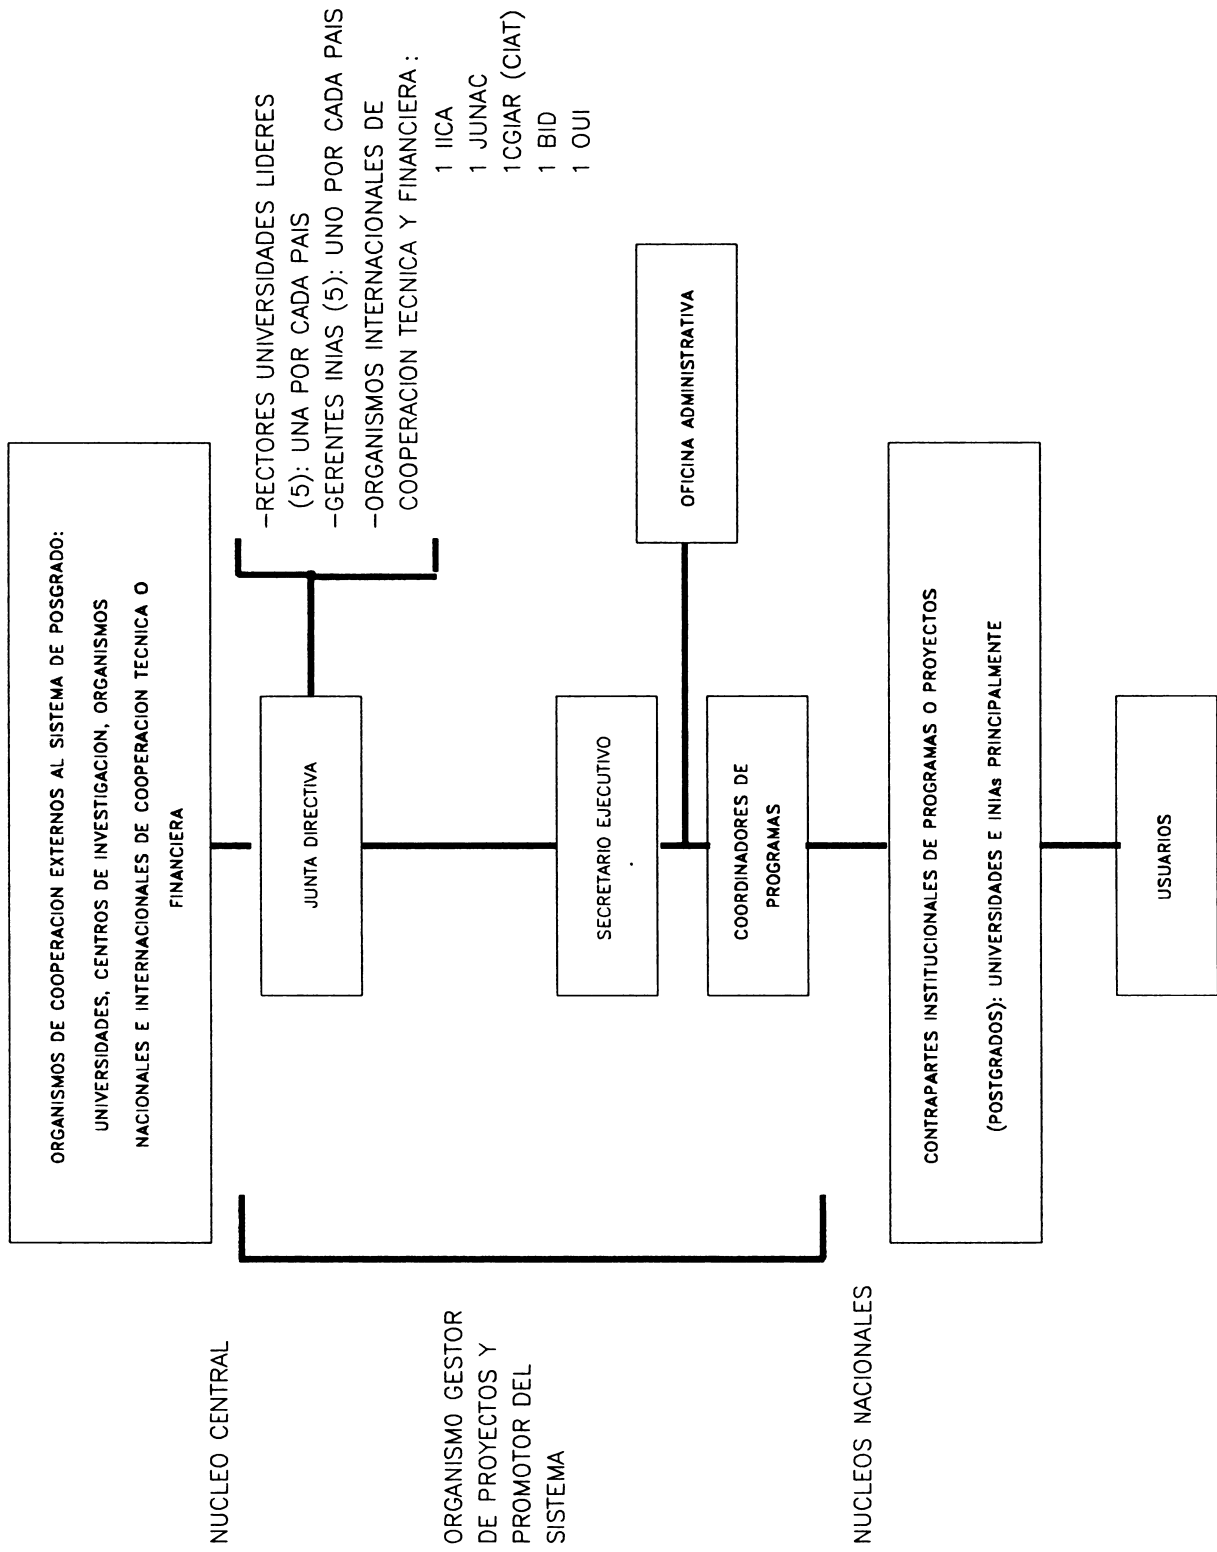 ORGANISMOS DE COOPERACION EXTERNOS AL SISTEMA DE POSGRADO:
UNIVERSIDADES, CENTROS DE INVESTIGACION, ORGANISMOS
NACIONALES E INTERNACIONALES DE COOPERACION TECNICA O
FINANCIERA
NUCLEO CENTRAL
JUNTA DIRECTIVA
-RECTORES UNIVERSIDADES LIDERES
(5): UNA POR CADA PAIS
-GERENTES INIAS (5): UNO POR CADA PAIS
-ORGANISMOS INTERNACIONALES DE
COOPERACION TECNICA Y FINANCIERA:
1 IICA
1 JUNAC
1CGIAR (CIAT)
1 BID
1 OUI
ORGANISMO GESTOR
DE PROYECTOS Y
PROMOTOR DEL
SISTEMA
SECRETARIO EJECUTIVO
OFICINA ADMINISTRATIVA
COORDINADORES DE
PROGRAMAS
NUCLEOS NACIONALES
CONTRAPARTES INSTITUCIONALES DE PROGRAMAS O PROYECTOS
(POSTGRADOS): UNIVERSIDADES E INIAs PRINCIPALMENTE
USUARIOS